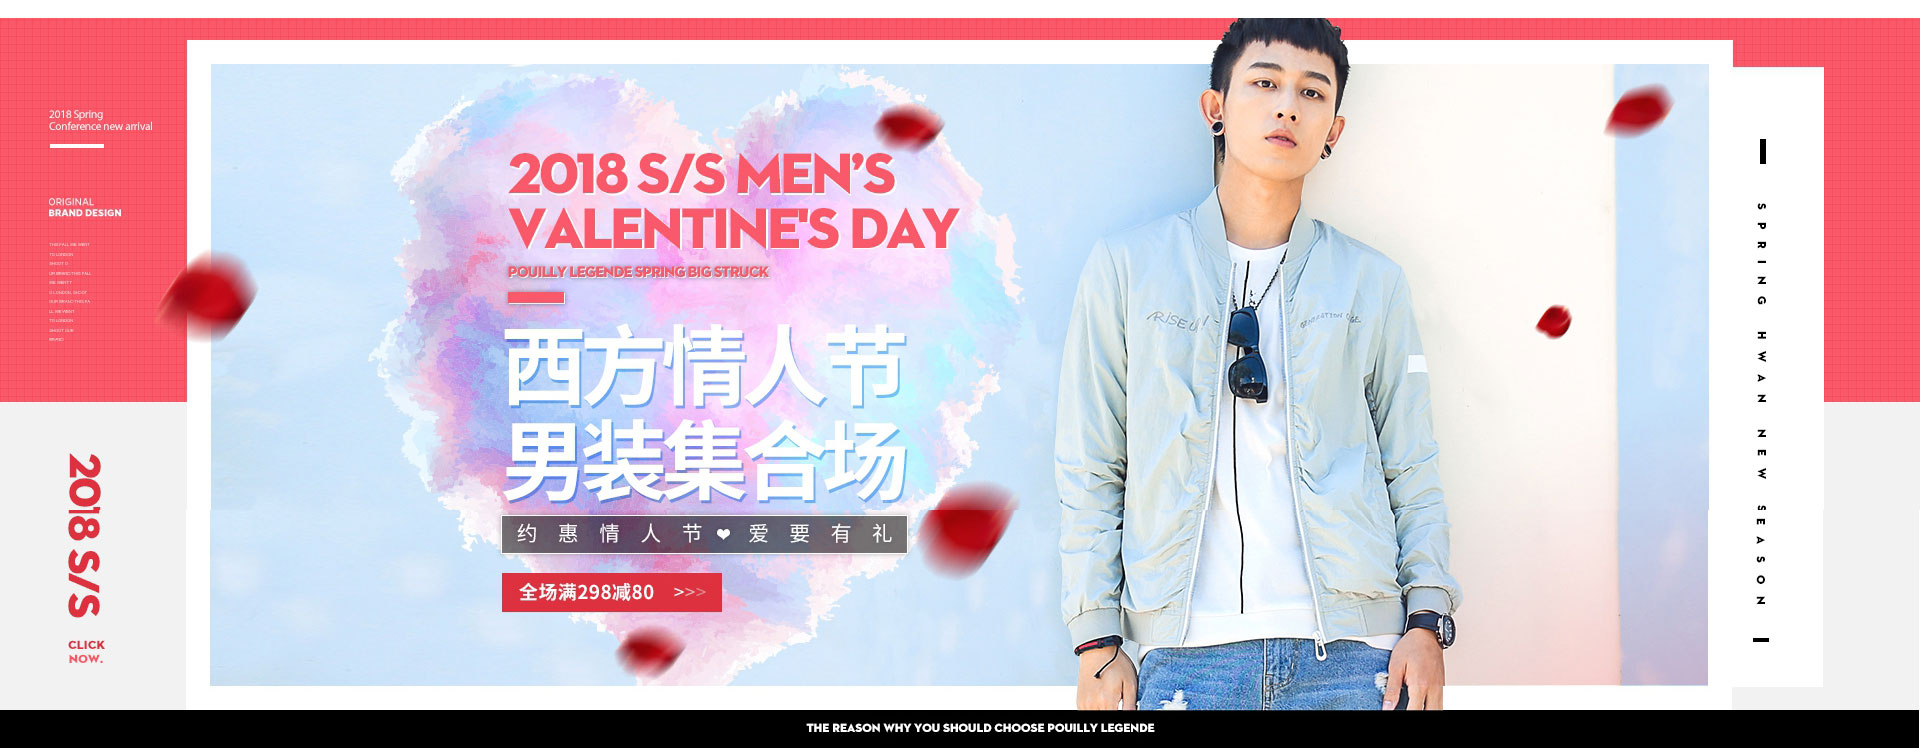 2018 Spring
Conference new arrival
ORIGINAL
BRAND DESIGN
TO LONDON
2018 S/S
CLICK
NOW.
2018 S/S MEN’S
VALENTINE'S DAY
POUILLY LEGENDE SPRING BIG STRUCK
西方情人节
男装集合场
约惠情人节❤爱要有礼
全场满298减80 >>>
ARISE U!
SPRING HWAN NEW SEASON
THE REASON WHY YOU SHOULD CHOOSE POUILLY LEGENDE